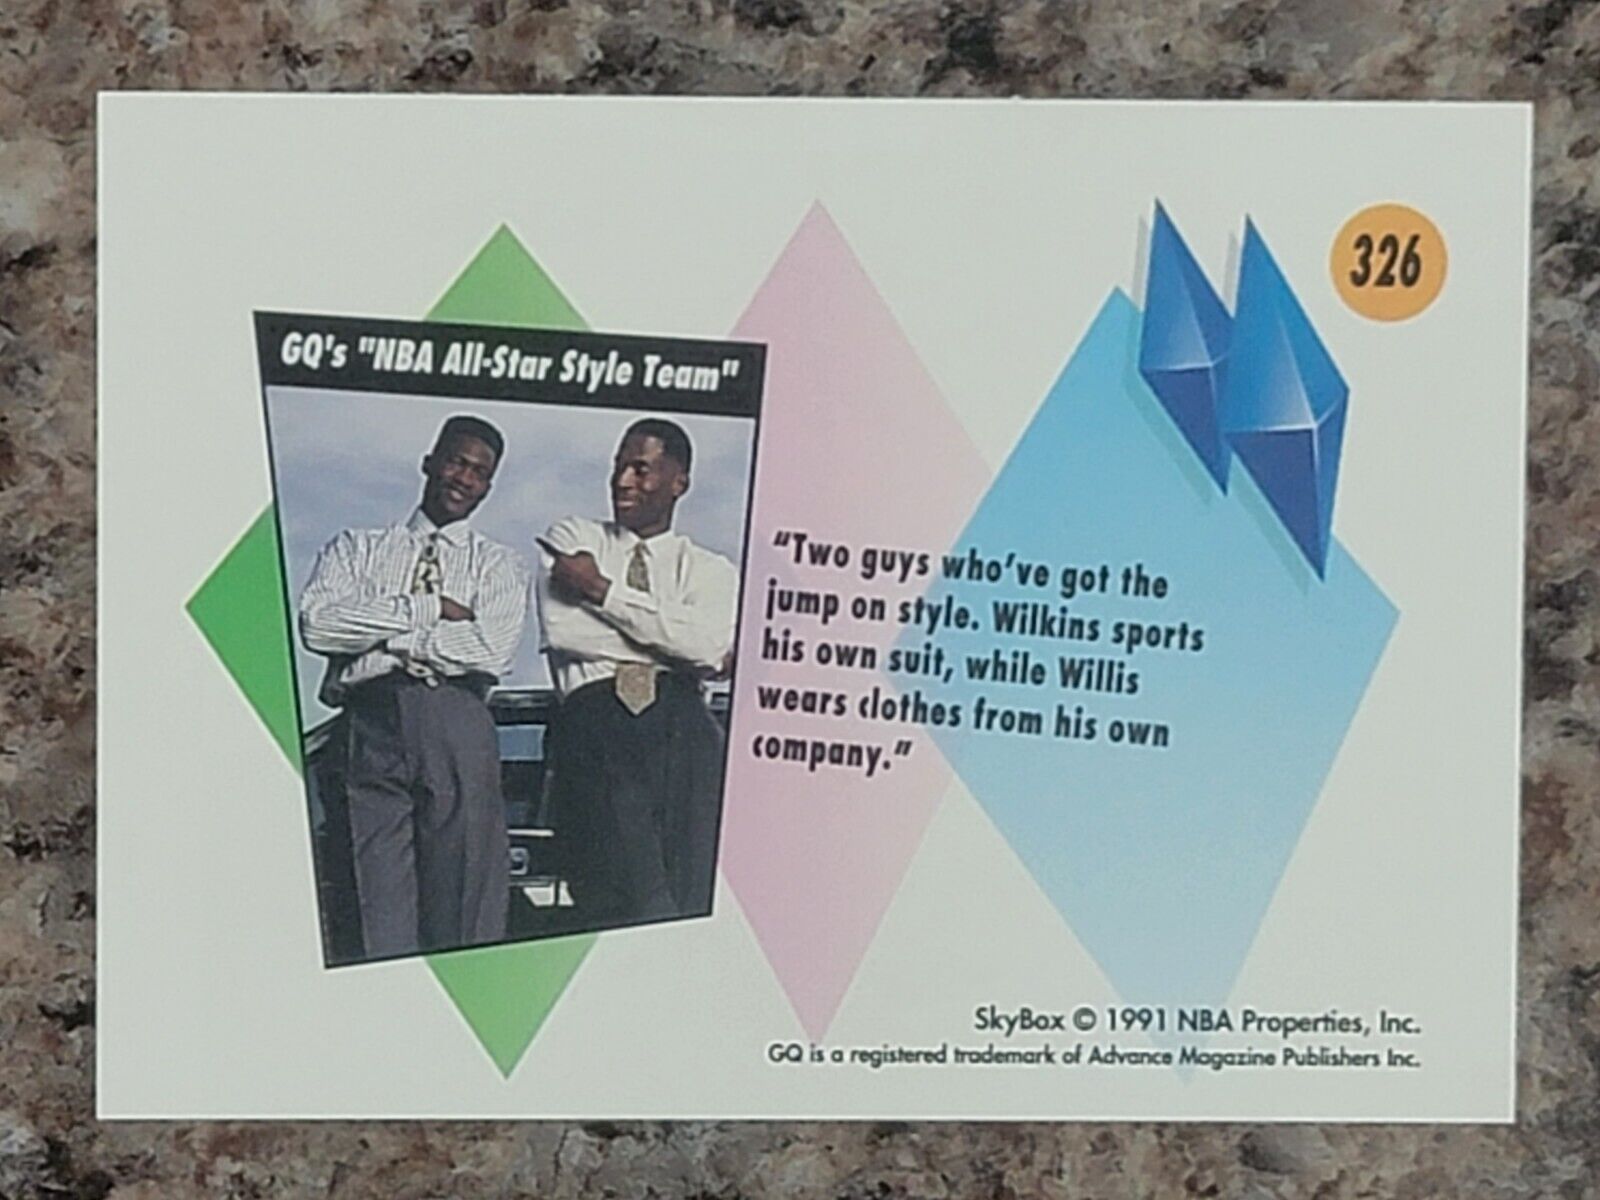 326
GQ's "NBA All-Star Style Team"
“Two guys who’ve got the
jump on style. Wilkins sports
his own suit, while Willis
wears clothes from his own
company.”
SkyBox © 1991 NBA Properties, Inc.
GQ is a registered trademark of Advance Magazine Publishers Inc.